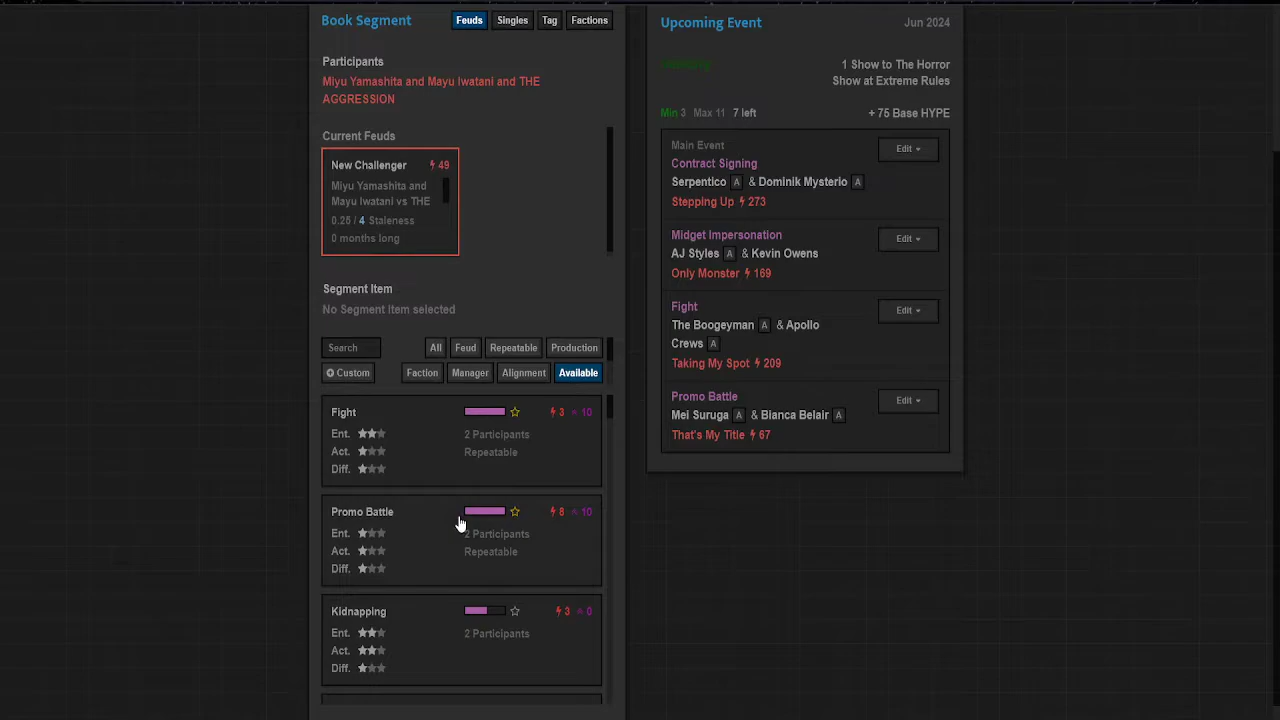 Book Segment
Feuds
Singles
Tag
Factions
Participants
Miyu Yamashita and Mayu Iwatani and THE
AGGRESSION
Current Feuds
New Challenger 49
Miyu Yamashita and
Mayu Iwatani vs THE
0.25 / 4 Staleness
0 months long
Segment Item
No Segment Item selected
Search
All
Feud
Repeatable
Production
Custom
Faction
Manager
Alignment
Available
Fight 3 10
Ent. 2 Participants
Act. Repeatable
Diff.
Promo Battle 8 10
Ent. 2 Participants
Act. Repeatable
Diff.
Kidnapping 3 0
Ent. 2 Participants
Act.
Diff.
Upcoming Event Jun 2024
1 Show to The Horror
Show at Extreme Rules
Min 3 Max 11 7 left + 75 Base HYPE
Main Event
Edit
Contract Signing
Serpentico A & Dominik Mysterio A
Stepping Up 273
Midget Impersonation
Edit
AJ Styles A & Kevin Owens
Only Monster 169
Fight
Edit
The Boogeyman A & Apollo
Crews A
Taking My Spot 209
Promo Battle
Edit
Mei Suruga A & Bianca Belair A
That's My Title 67